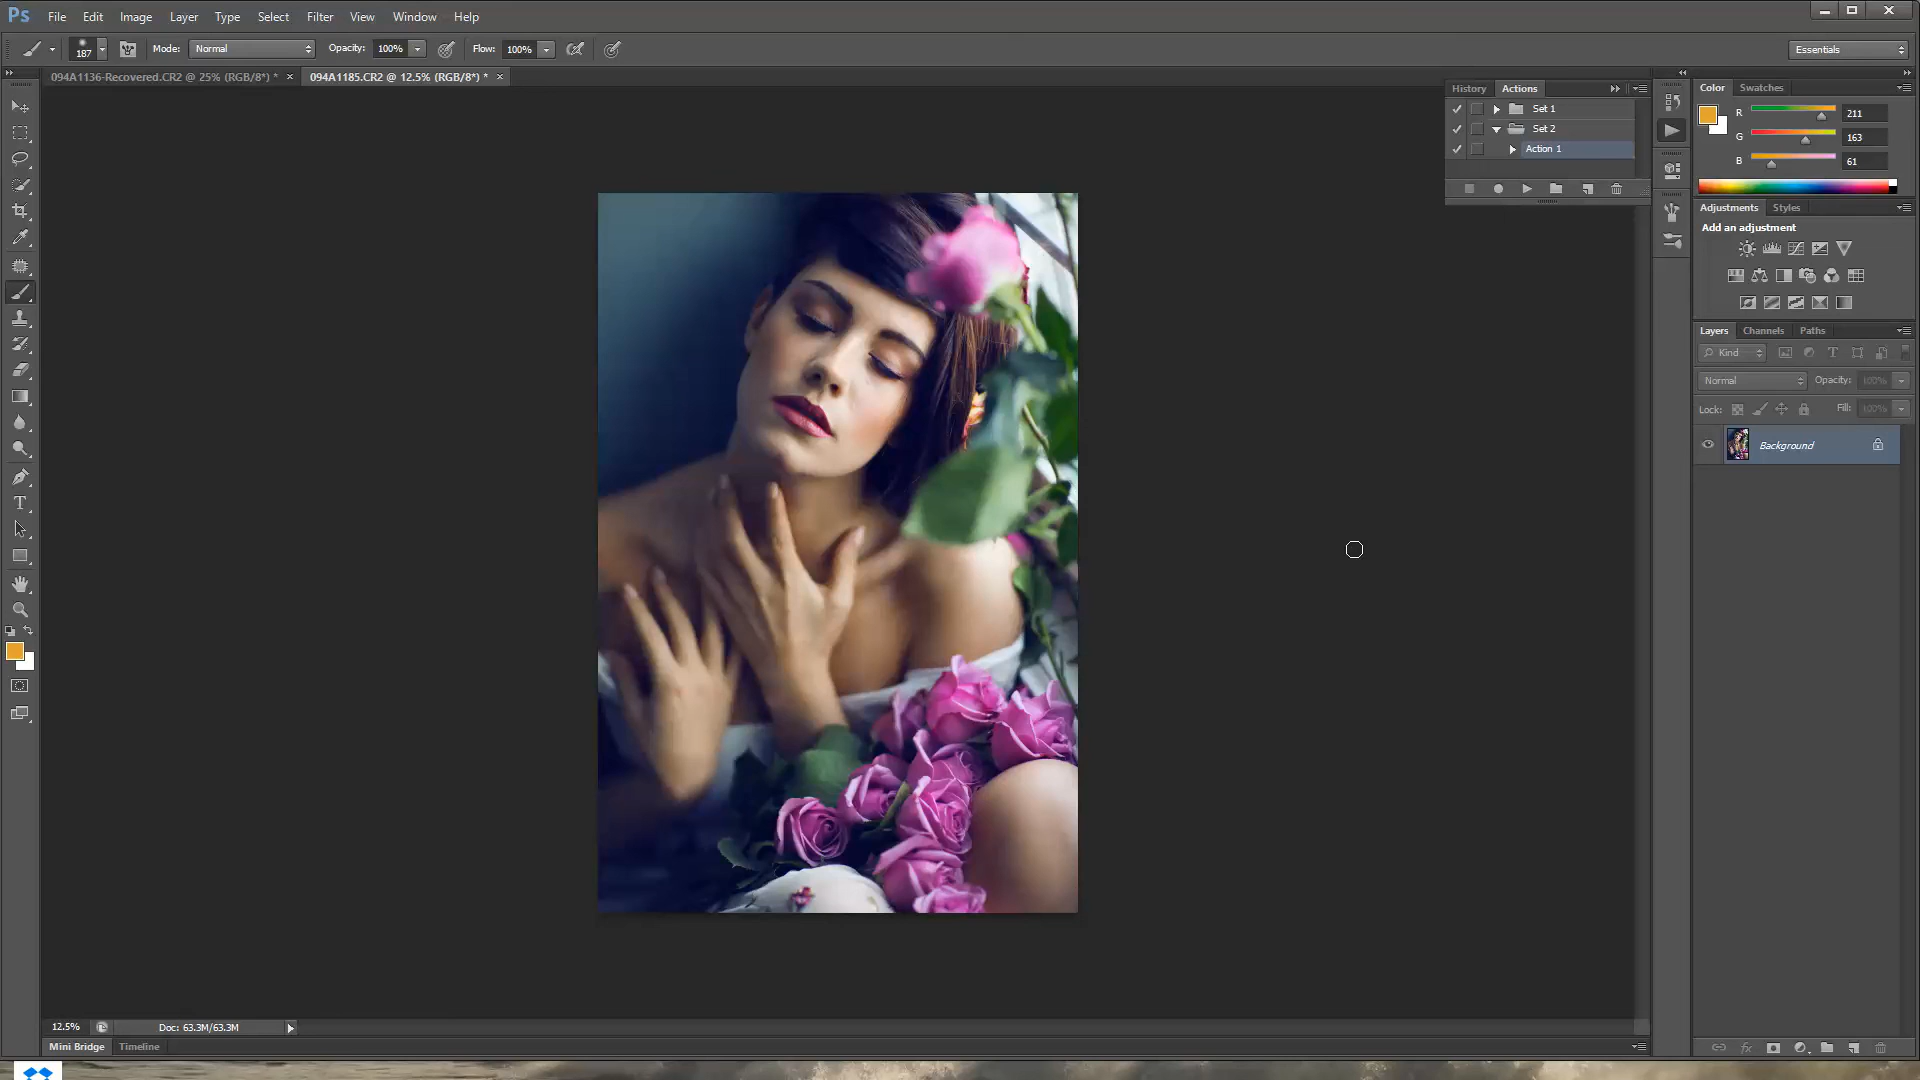 Ps File Edit Image Layer Type Select Filter View Window Help
187 Mode: Normal Opacity: 100% Flow: 100% Essentials
094A1136-Recovered.CR2 @ 25% (RGB/8*) * × 094A1185.CR2 @ 12.5% (RGB/8*) * ×
History Actions
Set 1
Set 2
Action 1
Color Swatches
R 211
G 163
B 61
Adjustments Styles
Add an adjustment
Layers Channels Paths
Kind
Normal Opacity: 100%
Lock: Fill: 100%
Background
12.5% Doc: 63.3M/63.3M
Mini Bridge Timeline